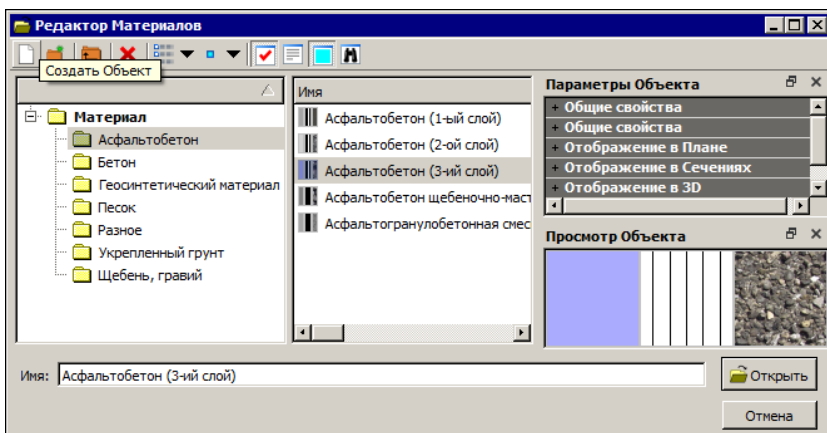 Редактор Материалов
Создать Объект
Материал
Асфальтобетон
Бетон
Геосинтетический материал
Песок
Разное
Укрепленный грунт
Щебень, гравий
Имя
Асфальтобетон (1-ый слой)
Асфальтобетон (2-ой слой)
Асфальтобетон (3-ий слой)
Асфальтобетон щебеночно-маст
Асфальтогранулобетонная смес
Параметры Объекта
+ Общие свойства
+ Общие свойства
+ Отображение в Плане
+ Отображение в Сечениях
+ Отображение в 3D
Просмотр Объекта
Имя: Асфальтобетон (3-ий слой)
Открыть
Отмена